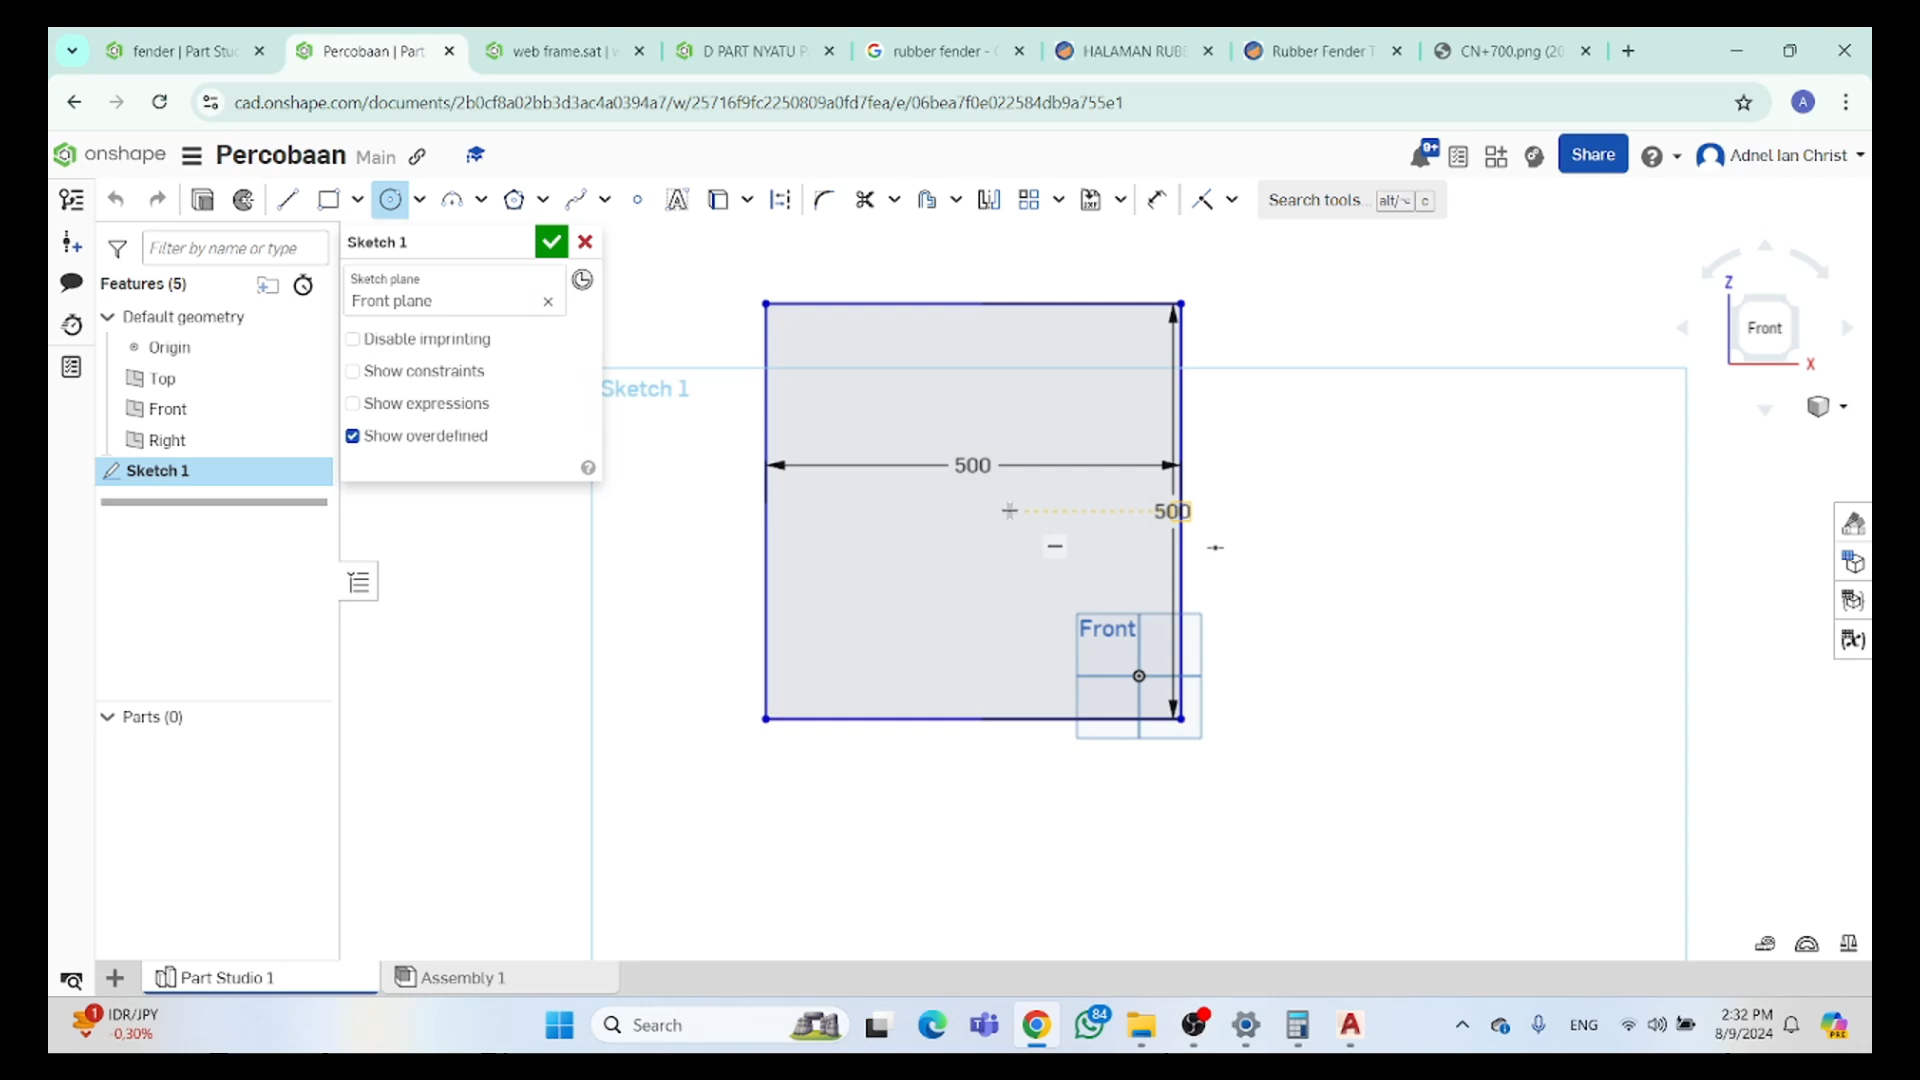 fender | Part Stu
Percobaan | Part
web frame.sat |
D PART NYATU P
rubber fender -
HALAMAN RUB
Rubber Fender T
CN+700.png (20
cad.onshape.com/documents/2b0cf8a02bb3d3ac4a0394a7/w/25716f9fc2250809a0fd7fea/e/06bea7f0e022584db9a755e1
A
onshape
Percobaan
Main
9+
Share
Adnel Ian Christ
Search tools...
alt/⌥
c
Filter by name or type
Features (5)
Default geometry
Origin
Top
Front
Right
Sketch 1
Parts (0)
Sketch 1
Sketch plane
Front plane
Disable imprinting
Show constraints
Show expressions
Show overdefined
Sketch 1
500
500
Front
Z
Front
X
Part Studio 1
Assembly 1
1
IDR/JPY
-0,30%
Search
84
A
ENG
2:32 PM
8/9/2024
PRE